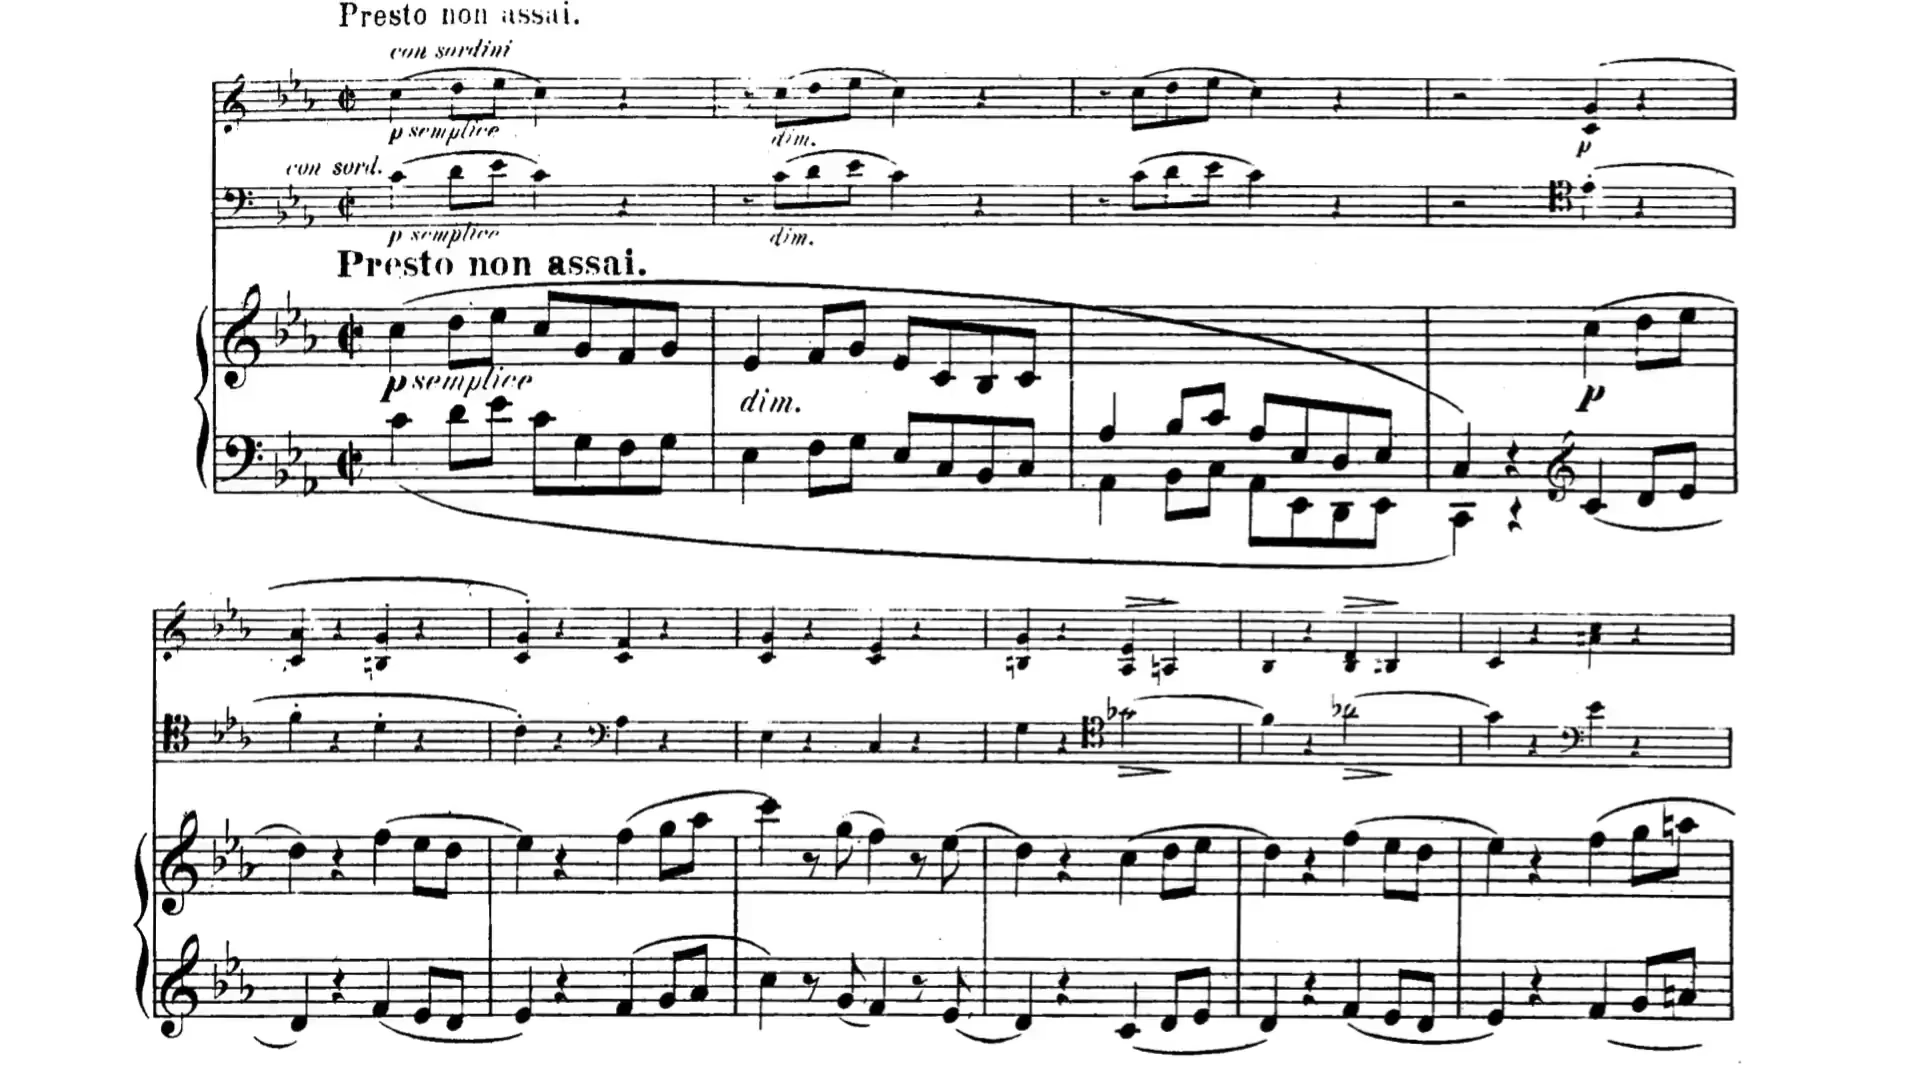 Presto non assai.
con sordini
p semplice
dim.
p
con sord.
p semplice
dim.
Presto non assai.
p semplice
dim.
p